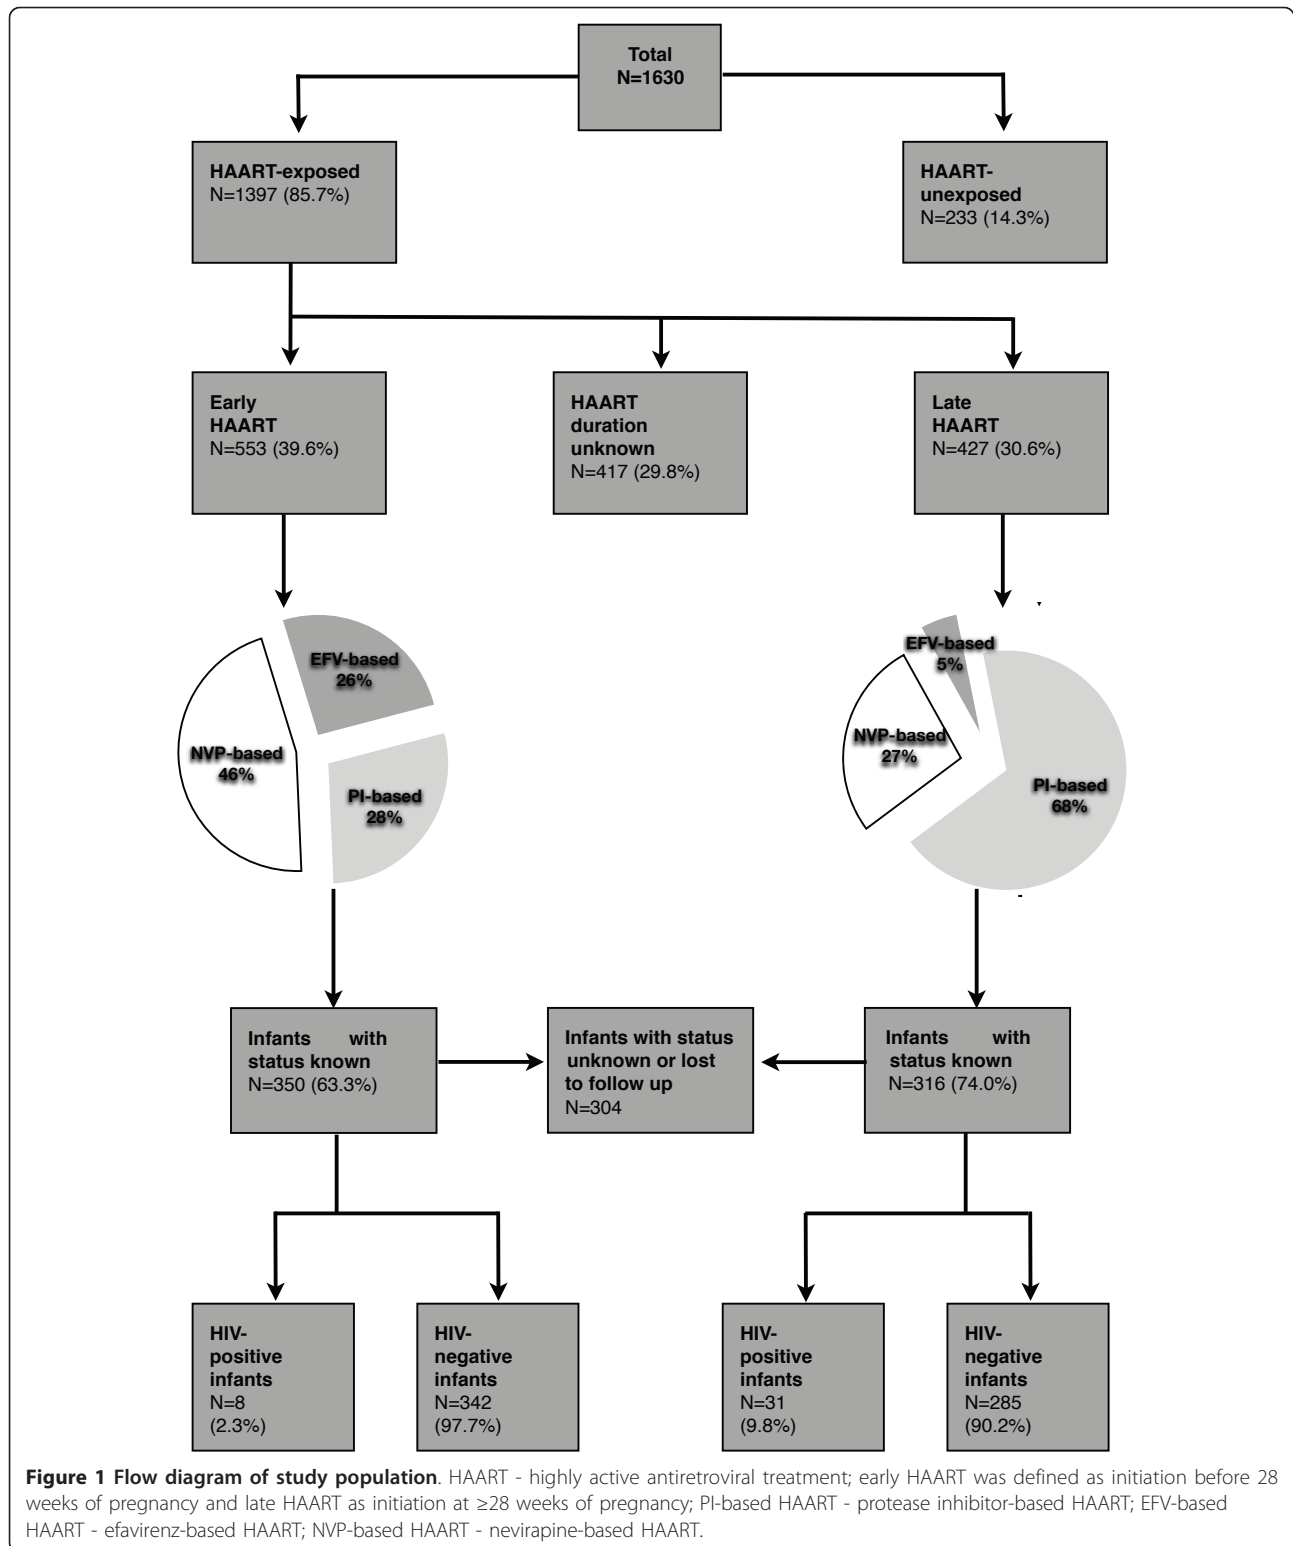 Total
N=1630
HAART-exposed
N=1397 (85.7%)
HAART-
unexposed
N=233 (14.3%)
Early
HAART
N=553 (39.6%)
HAART
duration
unknown
N=417 (29.8%)
Late
HAART
N=427 (30.6%)
EFV-based
26%
NVP-based
46%
PI-based
28%
EFV-based
5%
NVP-based
27%
PI-based
68%
Infants with
status known
N=350 (63.3%)
Infants with status
unknown or lost
to follow up
N=304
Infants with
status known
N=316 (74.0%)
HIV-
positive
infants
N=8
(2.3%)
HIV-
negative
infants
N=342
(97.7%)
HIV-
positive
infants
N=31
(9.8%)
HIV-
negative
infants
N=285
(90.2%)
Figure 1 Flow diagram of study population. HAART - highly active antiretroviral treatment; early HAART was defined as initiation before 28
weeks of pregnancy and late HAART as initiation at ≥28 weeks of pregnancy; PI-based HAART - protease inhibitor-based HAART; EFV-based
HAART - efavirenz-based HAART; NVP-based HAART - nevirapine-based HAART.